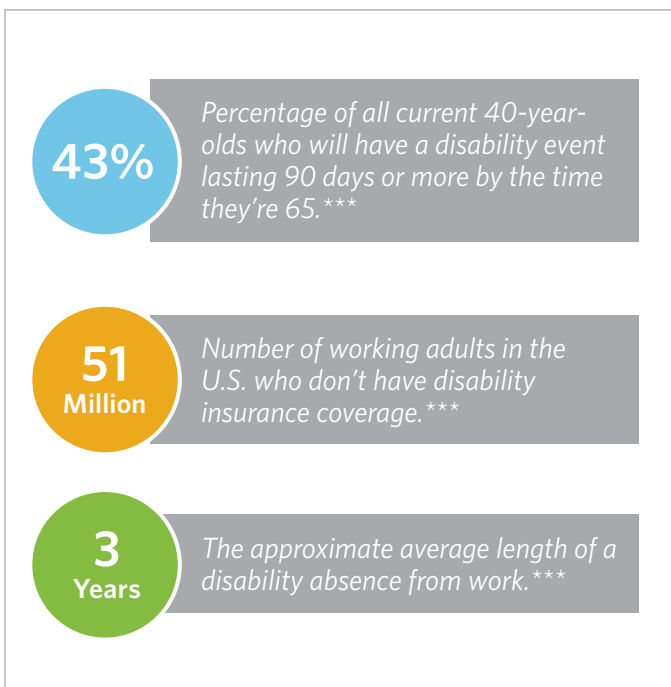 43%
Percentage of all current 40-year-
olds who will have a disability event
lasting 90 days or more by the time
they're 65.***
51
Million
Number of working adults in the
U.S. who don't have disability
insurance coverage.***
3
Years
The approximate average length of a
disability absence from work.***